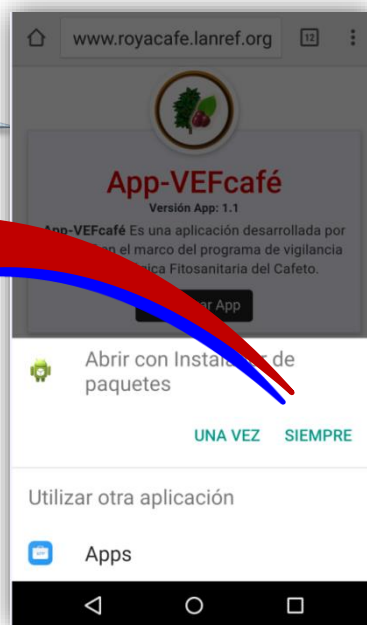 www.royacafe.lanref.org
12
App-VEFcafé
Versión App: 1.1
App-VEFcafé Es una aplicación desarrollada por
en el marco del programa de vigilancia
Fitosanitaria del Cafeto.
App
Abrir con de
paquetes
UNA VEZ SIEMPRE
Utilizar otra aplicación
Apps